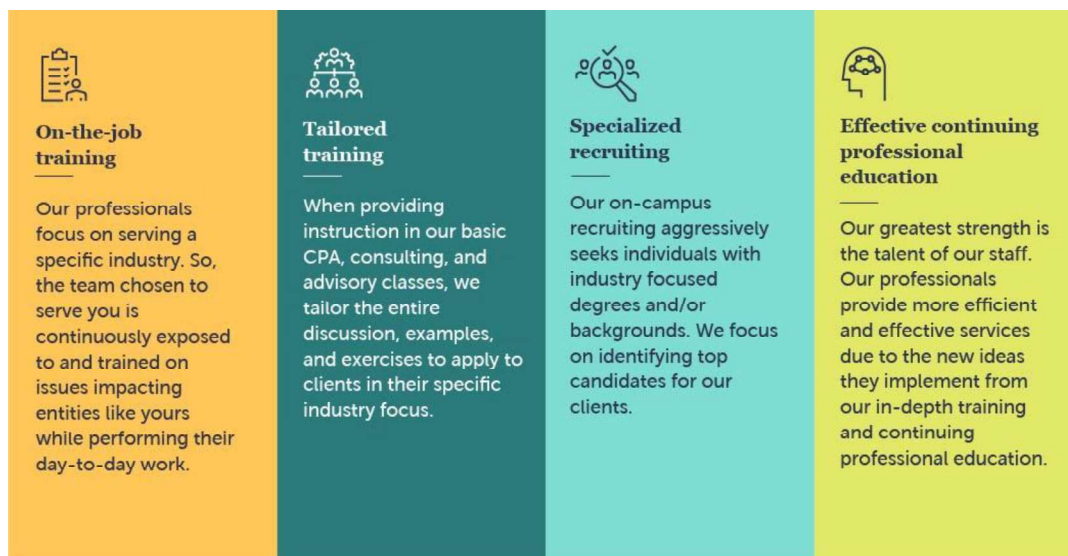 On-the-job
training
Our professionals
focus on serving a
specific industry. So,
the team chosen to
serve you is
continuously exposed
to and trained on
issues impacting
entities like yours
while performing their
day-to-day work.
Tailored
training
When providing
instruction in our basic
CPA, consulting, and
advisory classes, we
tailor the entire
discussion, examples,
and exercises to apply to
clients in their specific
industry focus.
Specialized
recruiting
Our on-campus
recruiting aggressively
seeks individuals with
industry focused
degrees and/or
backgrounds. We focus
on identifying top
candidates for our
clients.
Effective continuing
professional
education
Our greatest strength is
the talent of our staff.
Our professionals
provide more efficient
and effective services
due to the new ideas
they implement from
our in-depth training
and continuing
professional education.